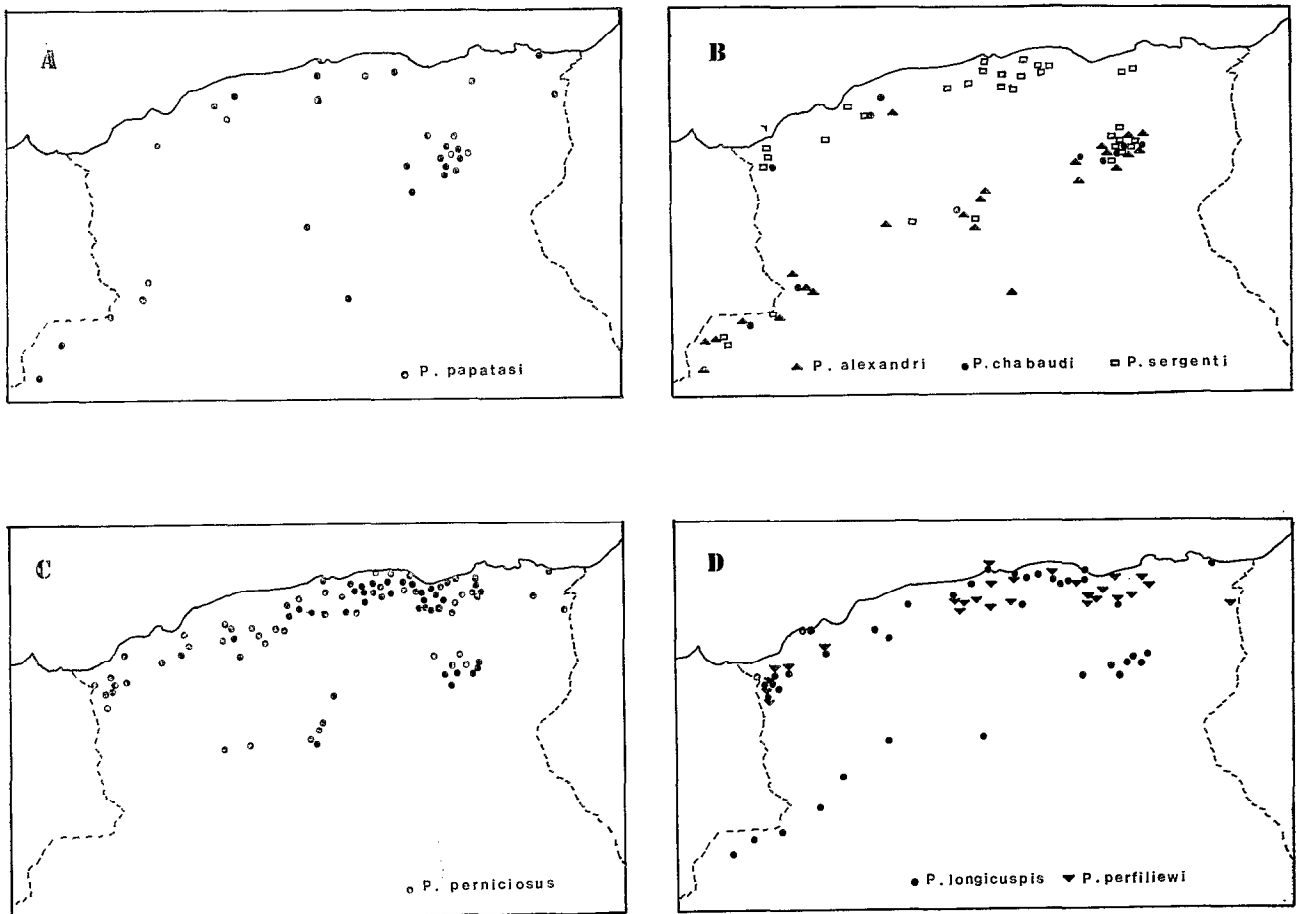 A
P. papatasi
B
P. alexandri P. chabaudi P. sergenti
C
P. perniciosus
D
P. longicuspis P. perfiliewi